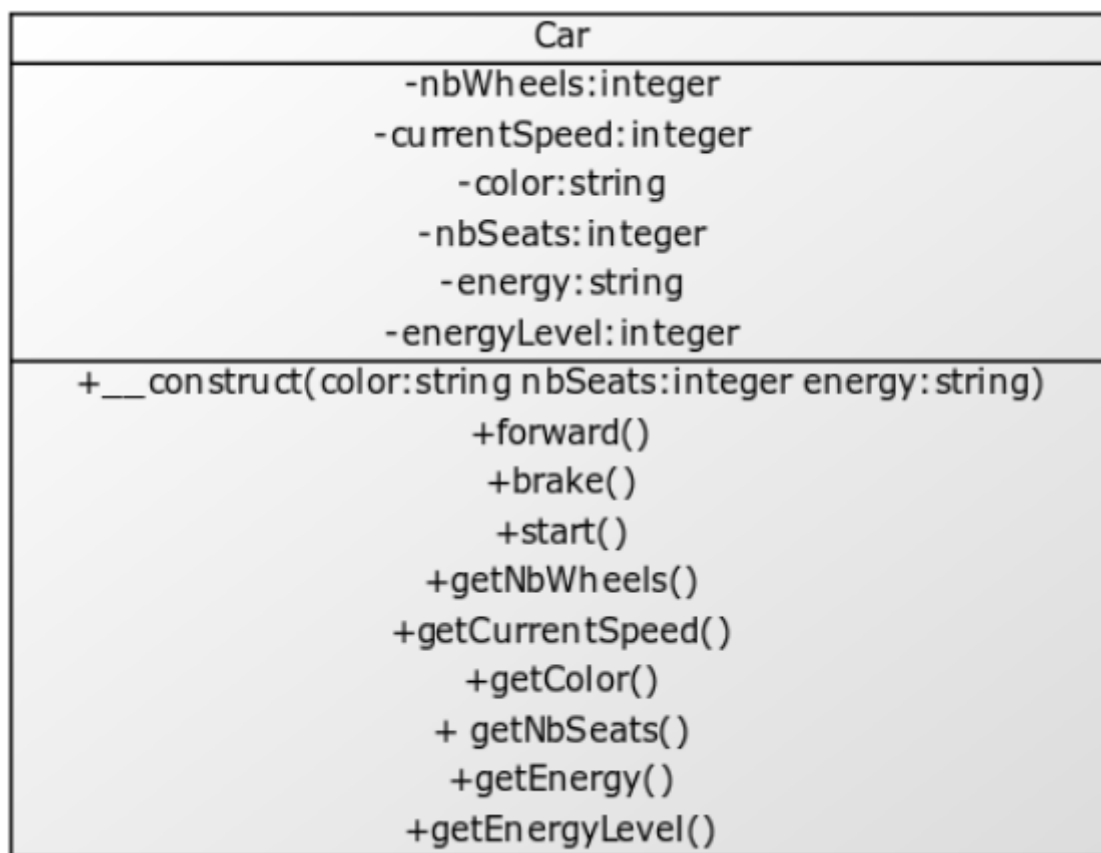 Car
-nbWheels:integer
-currentSpeed:integer
-color:string
-nbSeats:integer
-energy:string
-energyLevel:integer
+__construct(color:string nbSeats:integer energy:string)
+forward()
+brake()
+start()
+getNbWheels()
+getCurrentSpeed()
+getColor()
+ getNbSeats()
+getEnergy()
+getEnergyLevel()